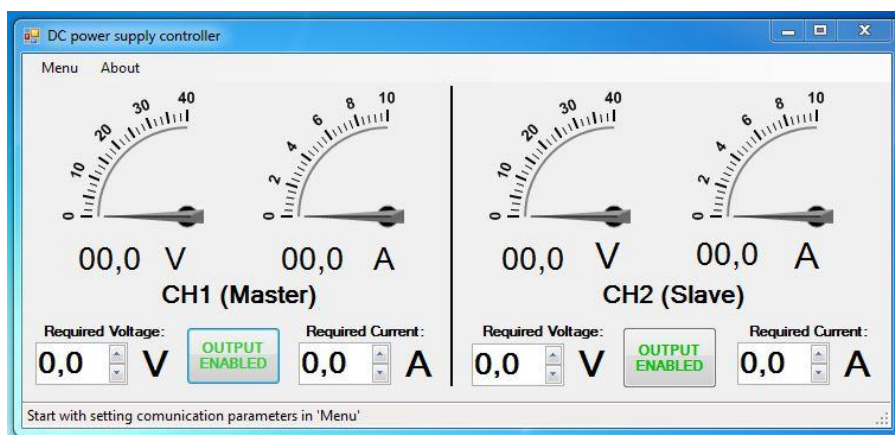 DC power supply controller
Menu About
0 10 20 30 40
0 2 4 6 8 10
0 10 20 30 40
0 2 4 6 8 10
00,0 V 00,0 A
00,0 V 00,0 A
CH1 (Master)
CH2 (Slave)
Required Voltage:
0,0 V
OUTPUT
ENABLED
Required Current:
0,0 A
Required Voltage:
0,0 V
OUTPUT
ENABLED
Required Current:
0,0 A
Start with setting comunication parameters in 'Menu'